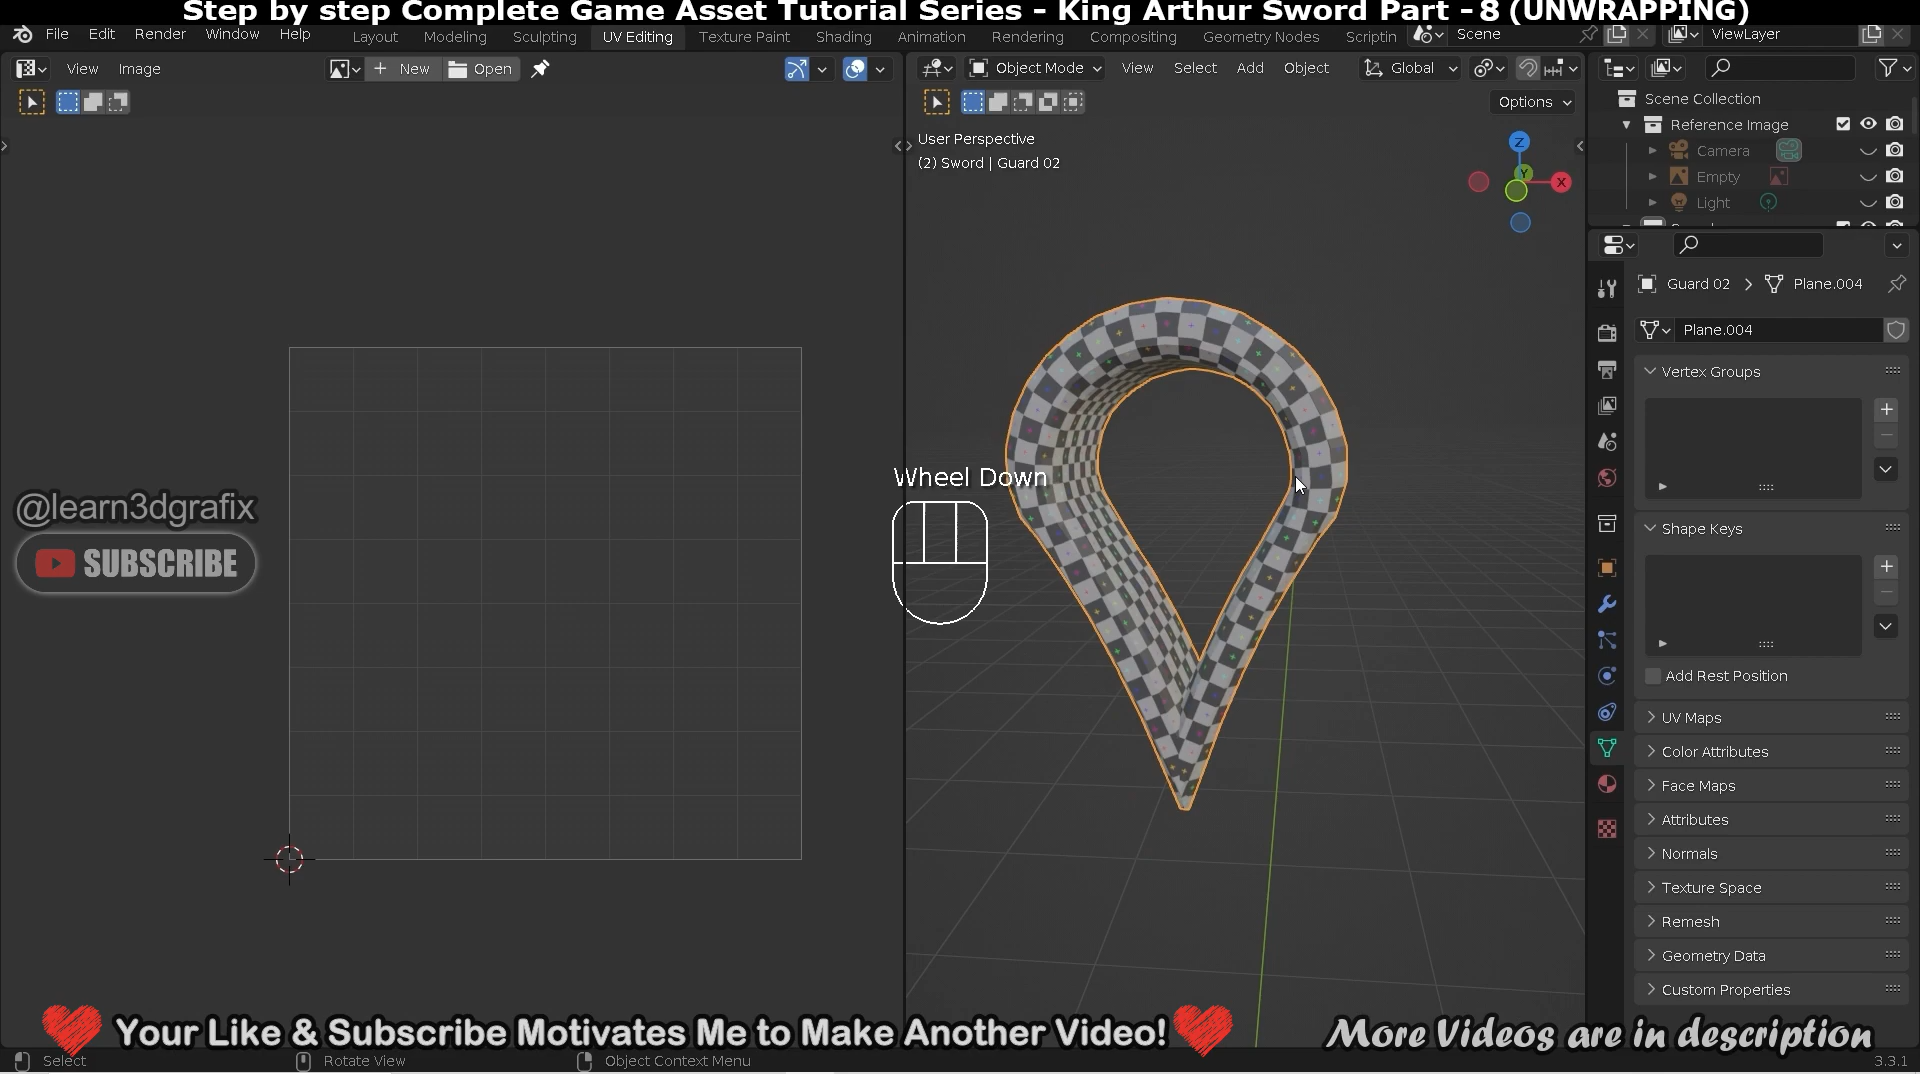 Step by step Complete Game Asset Tutorial Series - King Arthur Sword Part -8 (UNWRAPPING)
File Edit Render Window Help Layout Modeling Sculpting UV Editing Texture Paint Shading Animation Rendering Compositing Geometry Nodes Scriptin Scene ViewLayer
View Image New Open Object Mode View Select Add Object Global
Options
Scene Collection
Reference Image
Camera
Empty
Light
User Perspective
(2) Sword | Guard 02
Z
Y
X
Guard 02 Plane.004
Plane.004
Vertex Groups
Shape Keys
Add Rest Position
UV Maps
Color Attributes
Face Maps
Attributes
Normals
Texture Space
Remesh
Geometry Data
Custom Properties
Wheel Down
@learn3dgrafix
SUBSCRIBE
Your Like & Subscribe Motivates Me to Make Another Video! More Videos are in description
Select Rotate View Object Context Menu 3.3.1